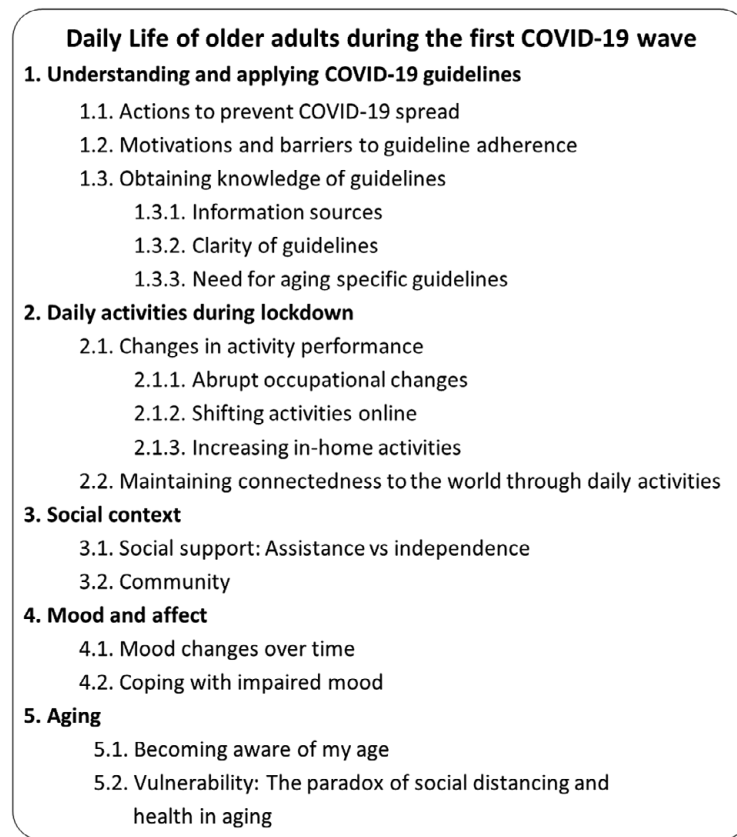 Daily Life of older adults during the first COVID-19 wave
1. Understanding and applying COVID-19 guidelines
1.1. Actions to prevent COVID-19 spread
1.2. Motivations and barriers to guideline adherence
1.3. Obtaining knowledge of guidelines
1.3.1. Information sources
1.3.2. Clarity of guidelines
1.3.3. Need for aging specific guidelines
2. Daily activities during lockdown
2.1. Changes in activity performance
2.1.1. Abrupt occupational changes
2.1.2. Shifting activities online
2.1.3. Increasing in-home activities
2.2. Maintaining connectedness to the world through daily activities
3. Social context
3.1. Social support: Assistance vs independence
3.2. Community
4. Mood and affect
4.1. Mood changes over time
4.2. Coping with impaired mood
5. Aging
5.1. Becoming aware of my age
5.2. Vulnerability: The paradox of social distancing and
health in aging